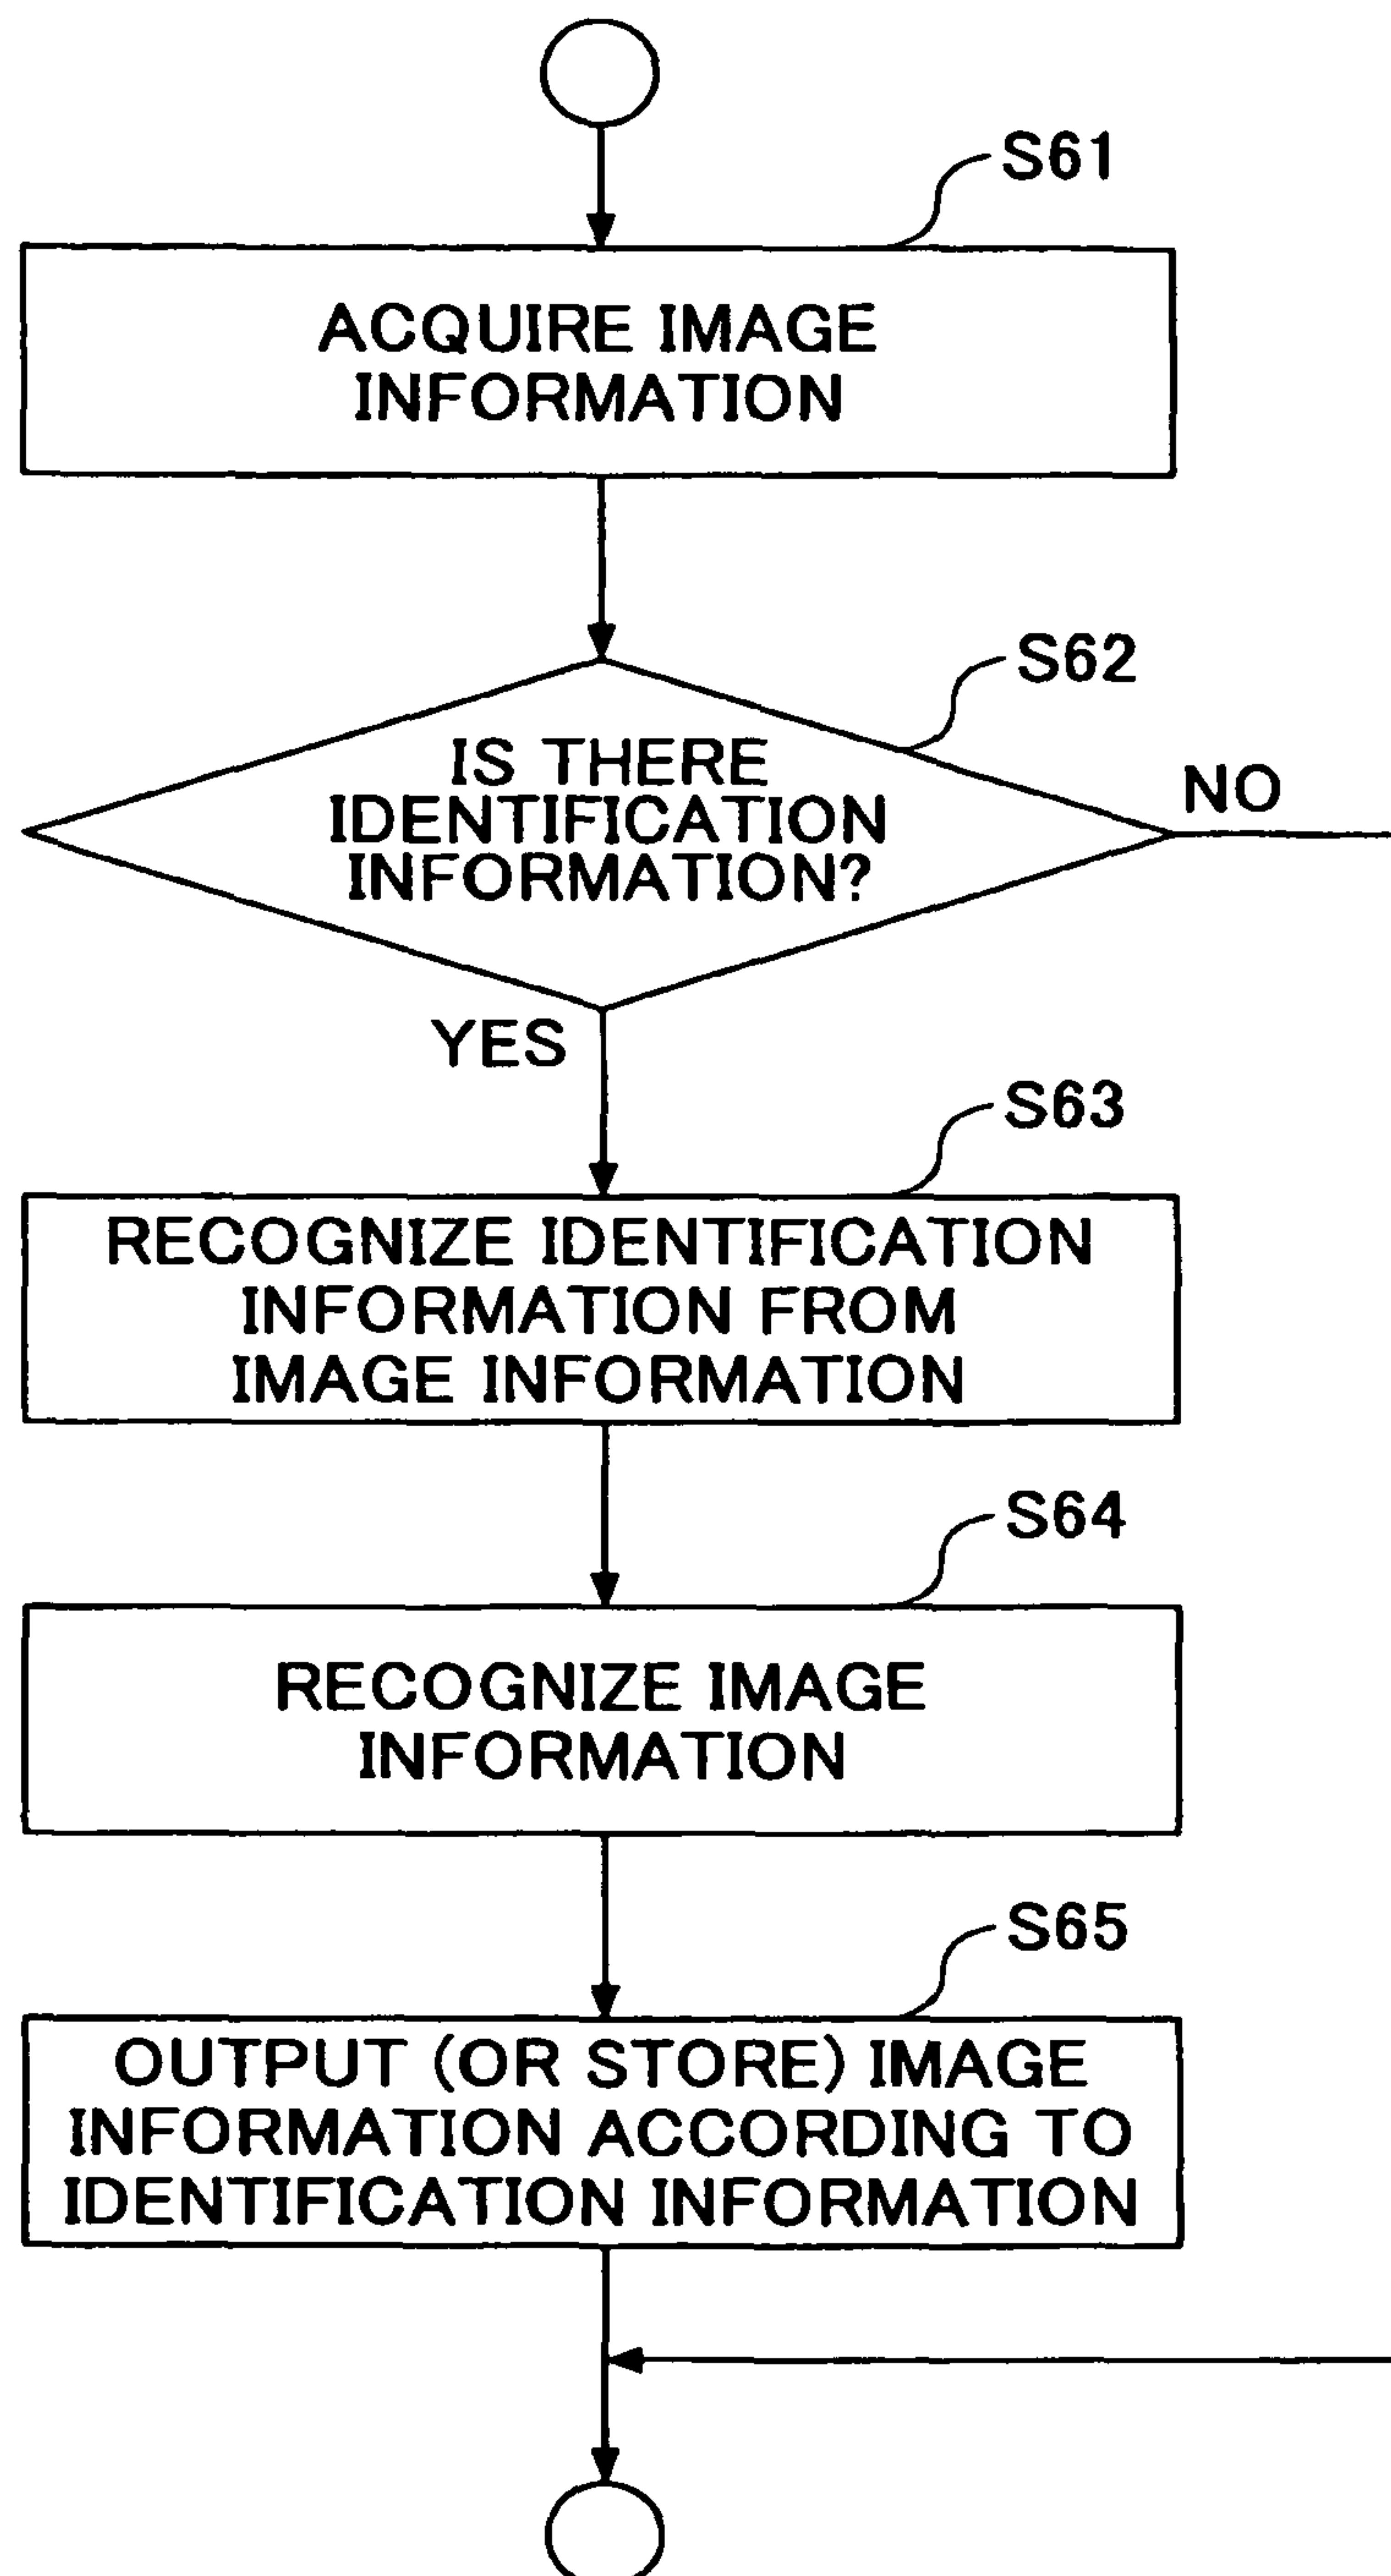 S61
ACQUIRE IMAGE
INFORMATION
S62
IS THERE
IDENTIFICATION
INFORMATION?
NO
YES
S63
RECOGNIZE IDENTIFICATION
INFORMATION FROM
IMAGE INFORMATION
S64
RECOGNIZE IMAGE
INFORMATION
S65
OUTPUT (OR STORE) IMAGE
INFORMATION ACCORDING TO
IDENTIFICATION INFORMATION